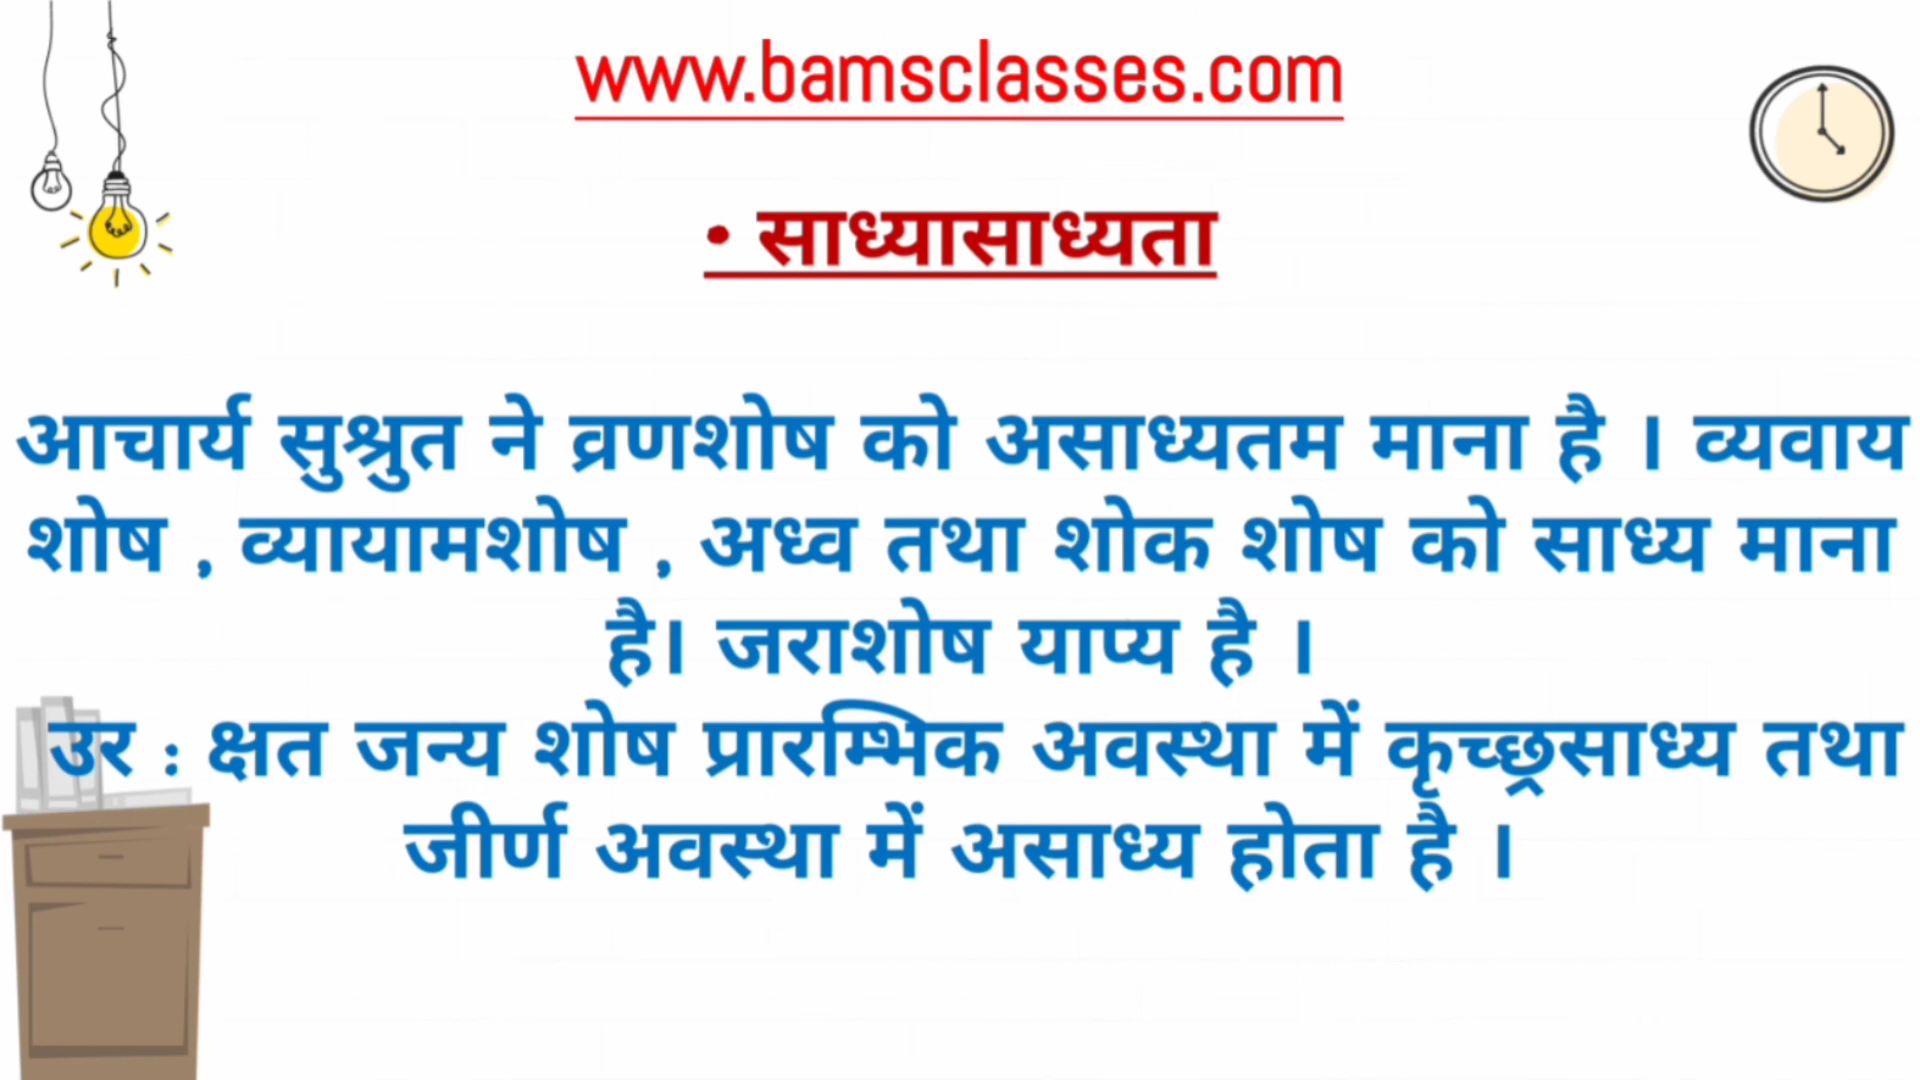 www.bamsclasses.com
• साध्यासाध्यता
आचार्य सुश्रुत ने व्रणशोष को असाध्यतम माना है । व्यवाय
शोष , व्यायामशोष , अध्व तथा शोक शोष को साध्य माना
है। जराशोष याप्य है ।
उर : क्षत जन्य शोष प्रारम्भिक अवस्था में कृच्छ्रसाध्य तथा
जीर्ण अवस्था में असाध्य होता है ।